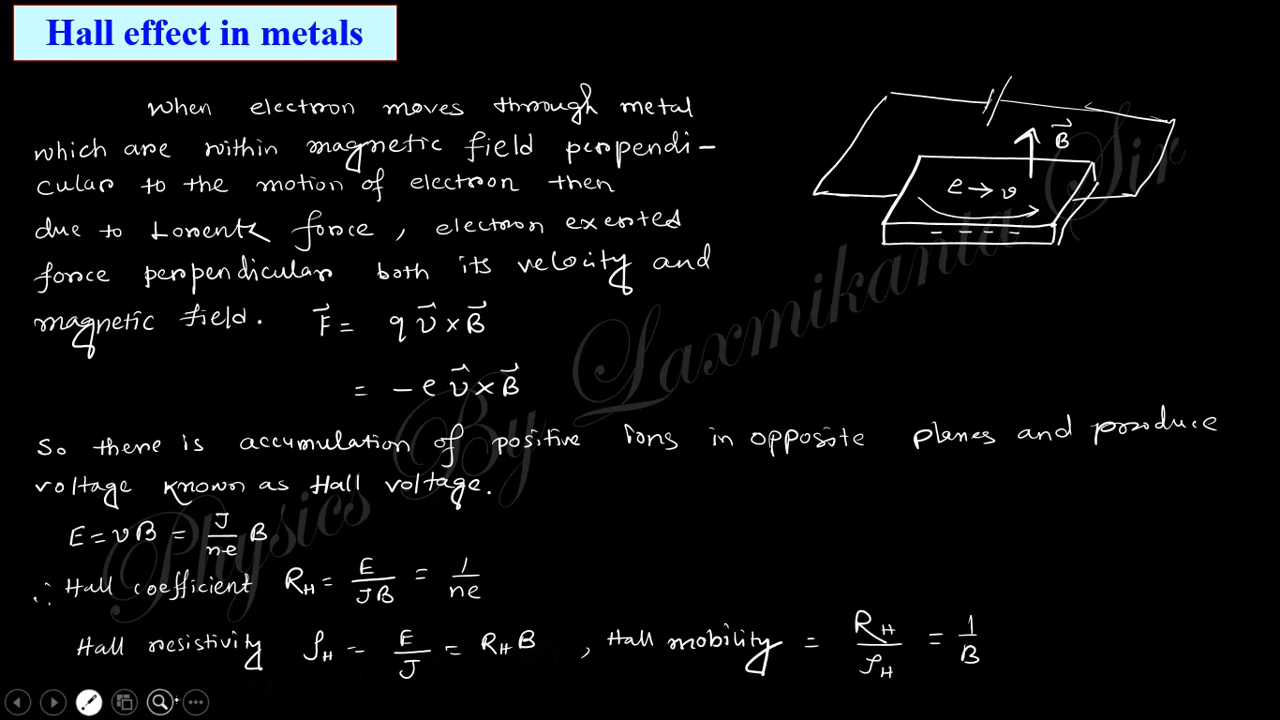 Hall effect in metals
When electron moves through metal
which are within magnetic field perpendi-
cular to the motion of electron then
due to Lorentz force, electron exerted
force perpendicular both its velocity and
magnetic field. F⃗ = q v⃗ × B⃗
= - e v⃗ × B⃗
B⃗
e → v
- - - -
So there is accumulation of positive ions in opposite planes and produce
voltage known as Hall voltage.
E = vB = J/ne B
∴ Hall coefficient R_H = E/JB = 1/ne
Hall resistivity ρ_H = E/J = R_H B , Hall mobility = R_H/ρ_H = 1/B
Physics By Laxmikanta Sir